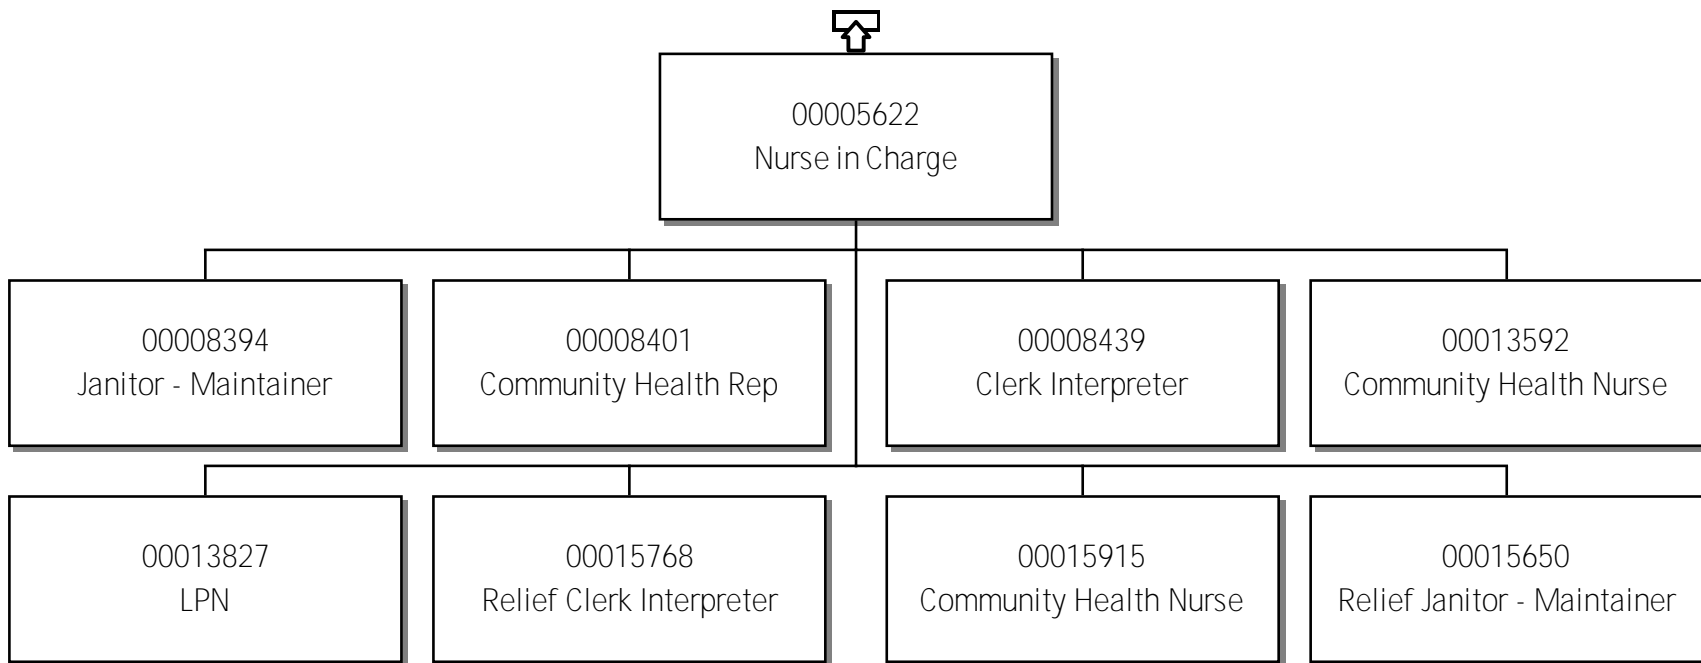 00005622
Nurse in Charge
00008394
Janitor - Maintainer
00008401
Community Health Rep
00008439
Clerk Interpreter
00013592
Community Health Nurse
00013827
LPN
00015768
Relief Clerk Interpreter
00015915
Community Health Nurse
00015650
Relief Janitor - Maintainer